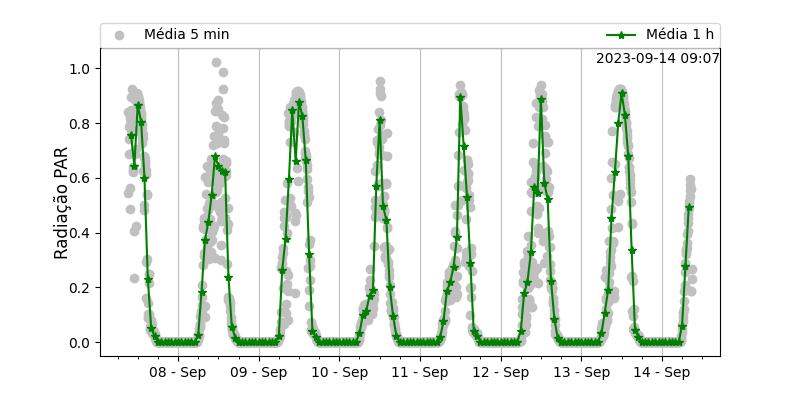 Média 5 min
Média 1 h
2023-09-14 09:07
Radiação PAR
1.0
0.8
0.6
0.4
0.2
0.0
08 - Sep
09 - Sep
10 - Sep
11 - Sep
12 - Sep
13 - Sep
14 - Sep